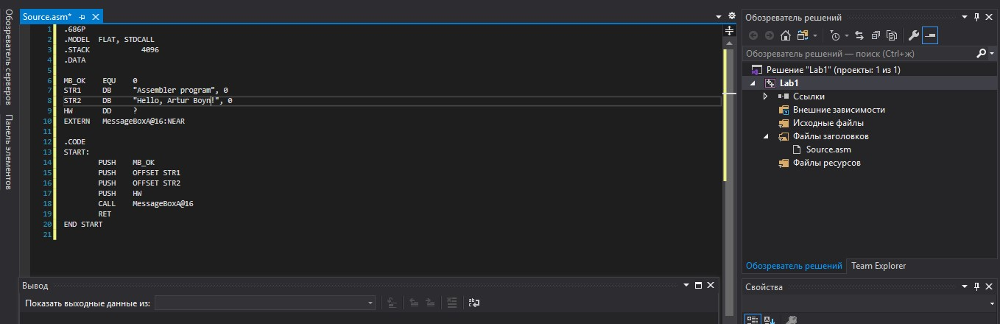 Обозреватель серверов
Панель элементов
Source.asm*
1 .686P
2 .MODEL FLAT, STDCALL
3 .STACK 4096
4 .DATA
5
6 MB_OK EQU 0
7 STR1 DB "Assembler program", 0
8 STR2 DB "Hello, Artur Boyn!", 0
9 HW DD ?
10 EXTERN MessageBoxA@16:NEAR
11
12 .CODE
13 START:
14 PUSH MB_OK
15 PUSH OFFSET STR1
16 PUSH OFFSET STR2
17 PUSH HW
18 CALL MessageBoxA@16
19 RET
20 END START
21
Вывод
Показать выходные данные из:
Обозреватель решений
Обозреватель решений — поиск (Ctrl+ж)
Решение "Lab1" (проекты: 1 из 1)
Lab1
Ссылки
Внешние зависимости
Исходные файлы
Файлы заголовков
Source.asm
Файлы ресурсов
Обозреватель решений Team Explorer
Свойства